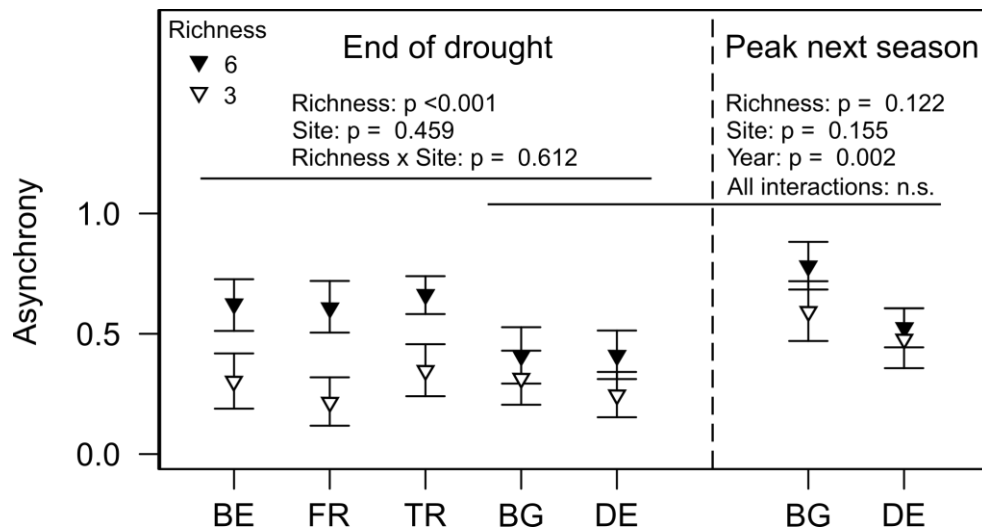 Richness
6
3
End of drought
Richness: p <0.001
Site: p = 0.459
Richness x Site: p = 0.612
Peak next season
Richness: p = 0.122
Site: p = 0.155
Year: p = 0.002
All interactions: n.s.
Asynchrony
1.0
0.5
0.0
BE FR TR BG DE BG DE